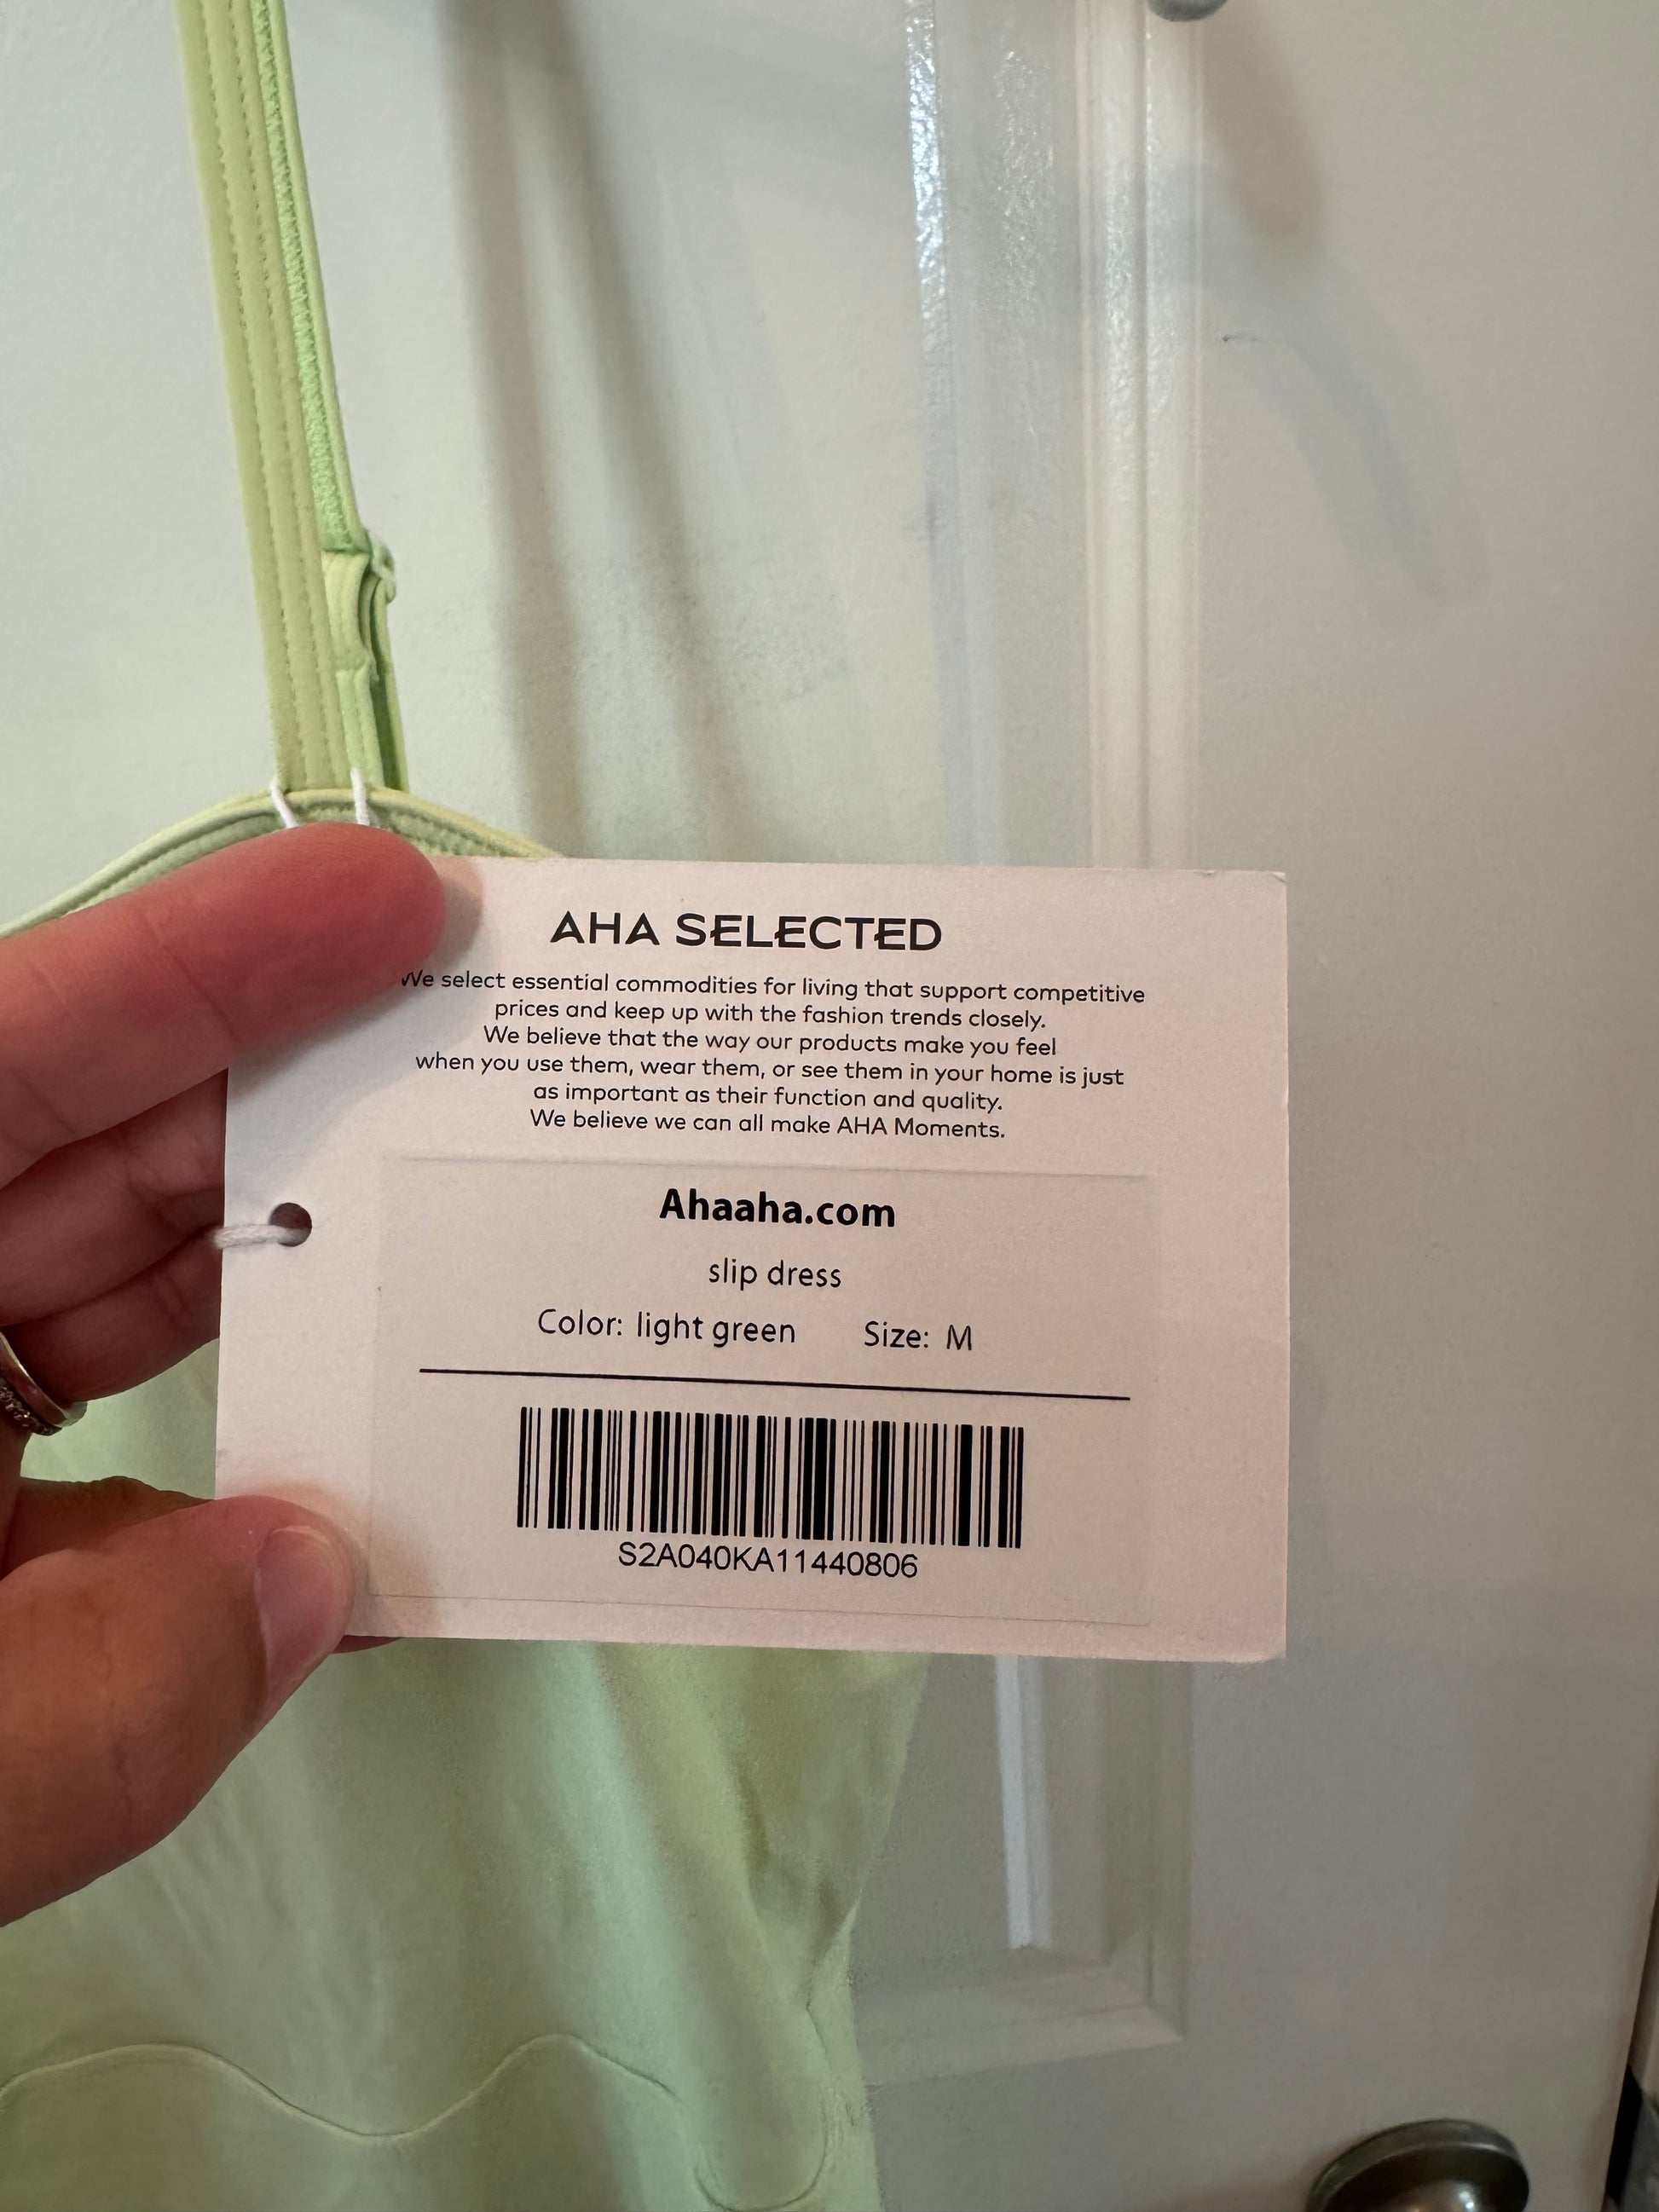 AHA SELECTED
We select essential commodities for living that support competitive
prices and keep up with the fashion trends closely.
We believe that the way our products make you feel
when you use them, wear them, or see them in your home is just
as important as their function and quality.
We believe we can all make AHA Moments.
Ahaaha.com
slip dress
Color: light green Size: M
S2A040KA11440806